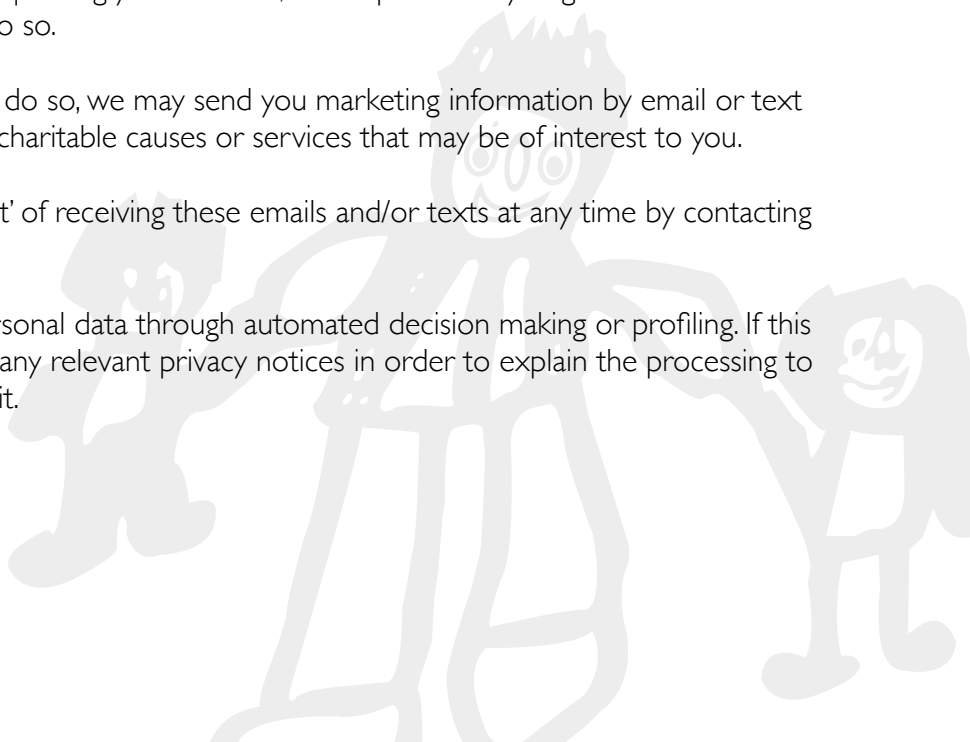 o so.
do so, we may send you marketing information by email or text
charitable causes or services that may be of interest to you.
t’ of receiving these emails and/or texts at any time by contacting
rsonal data through automated decision making or profiling. If this
any relevant privacy notices in order to explain the processing to
it.